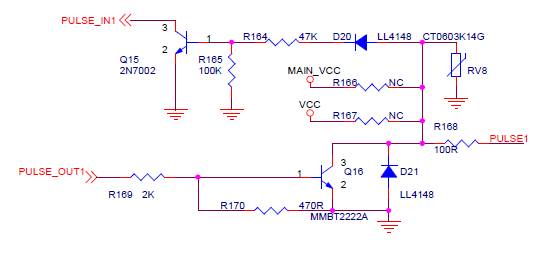 PULSE_IN1
3
Q15
2N7002
2
1
R164
47K
D20
LL4148
CT0603K14G
R165
100K
RV8
MAIN_VCC
R166
NC
VCC
R167
NC
R168
100R
PULSE1
PULSE_OUT1
R169
2K
1
3
Q16
2
D21
LL4148
R170
470R
MMBT2222A